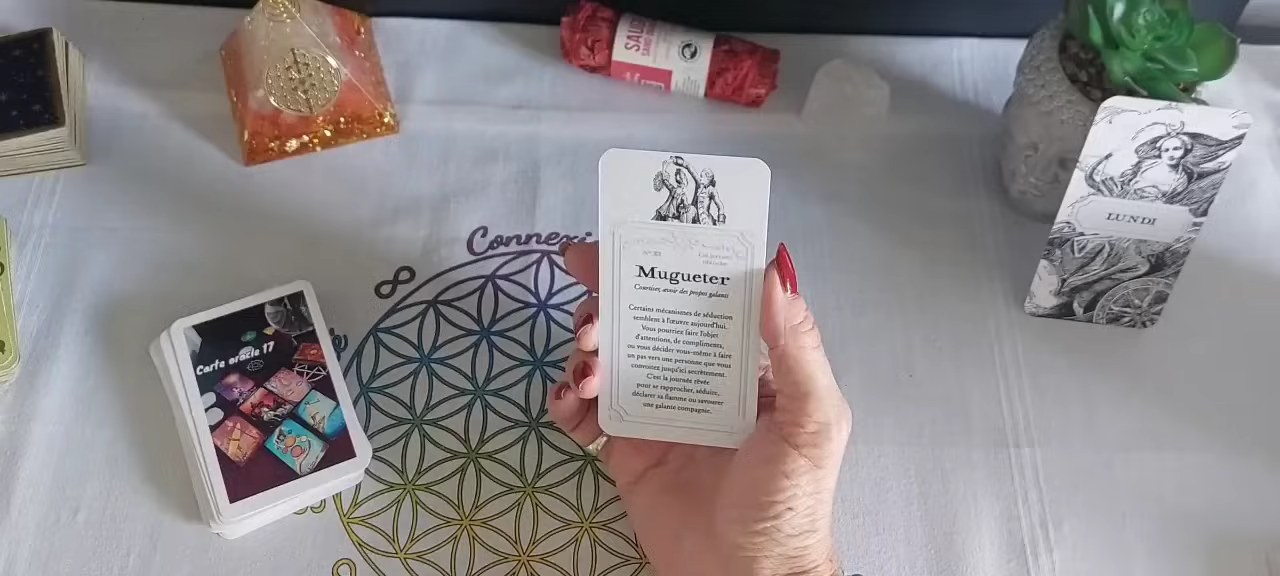 SAUGE
Connexi
LUNDI
N° XI
Mugueter
Courtiser, avoir des propos galants
Certains mécanismes de séduction
semblent à l'œuvre aujourd'hui.
Vous pourriez faire l'objet
d'attentions, de compliments,
ou vous décider vous-même à faire
un pas vers une personne que vous
convoitez jusqu'ici secrètement.
C'est la journée rêvée
pour se rapprocher, séduire,
déclarer sa flamme ou savourer
une galante compagnie.
Carte oracle 17